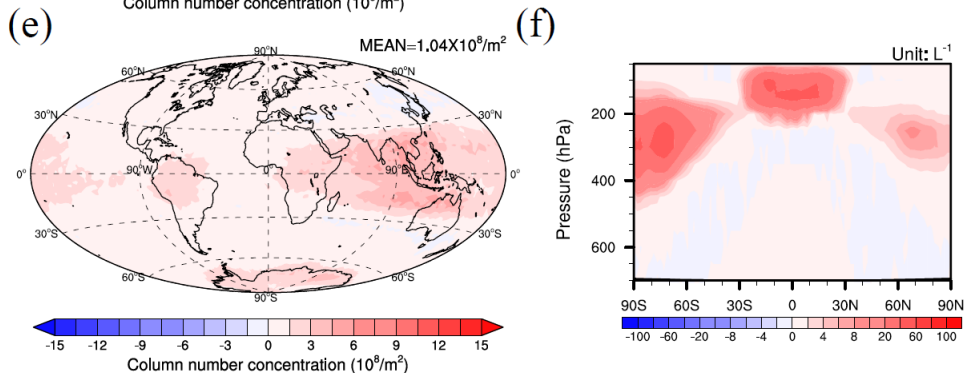 Column number concentration (10⁸/m²)
(e)
MEAN=1.04X10⁸/m²
90°N
60°N 60°N
30°N 30°N
0° 90°W 0° 90°E 0°
30°S 30°S
60°S 60°S
90°S
-15 -12 -9 -6 -3 0 3 6 9 12 15
Column number concentration (10⁸/m²)
(f)
Unit: L⁻¹
Pressure (hPa)
200
400
600
90S 60S 30S 0 30N 60N 90N
-100 -60 -20 -8 -4 0 4 8 20 60 100